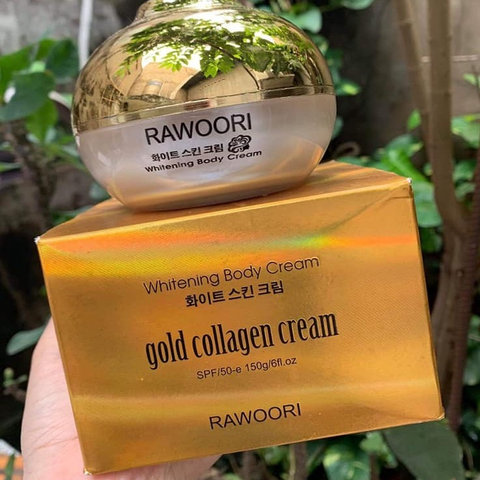 RAWOORI
화이트 스킨 크림
Whitening Body Cream
Whitening Body Cream
화이트 스킨 크림
gold collagen cream
SPF/50-e 150g/6fl.oz
RAWOORI